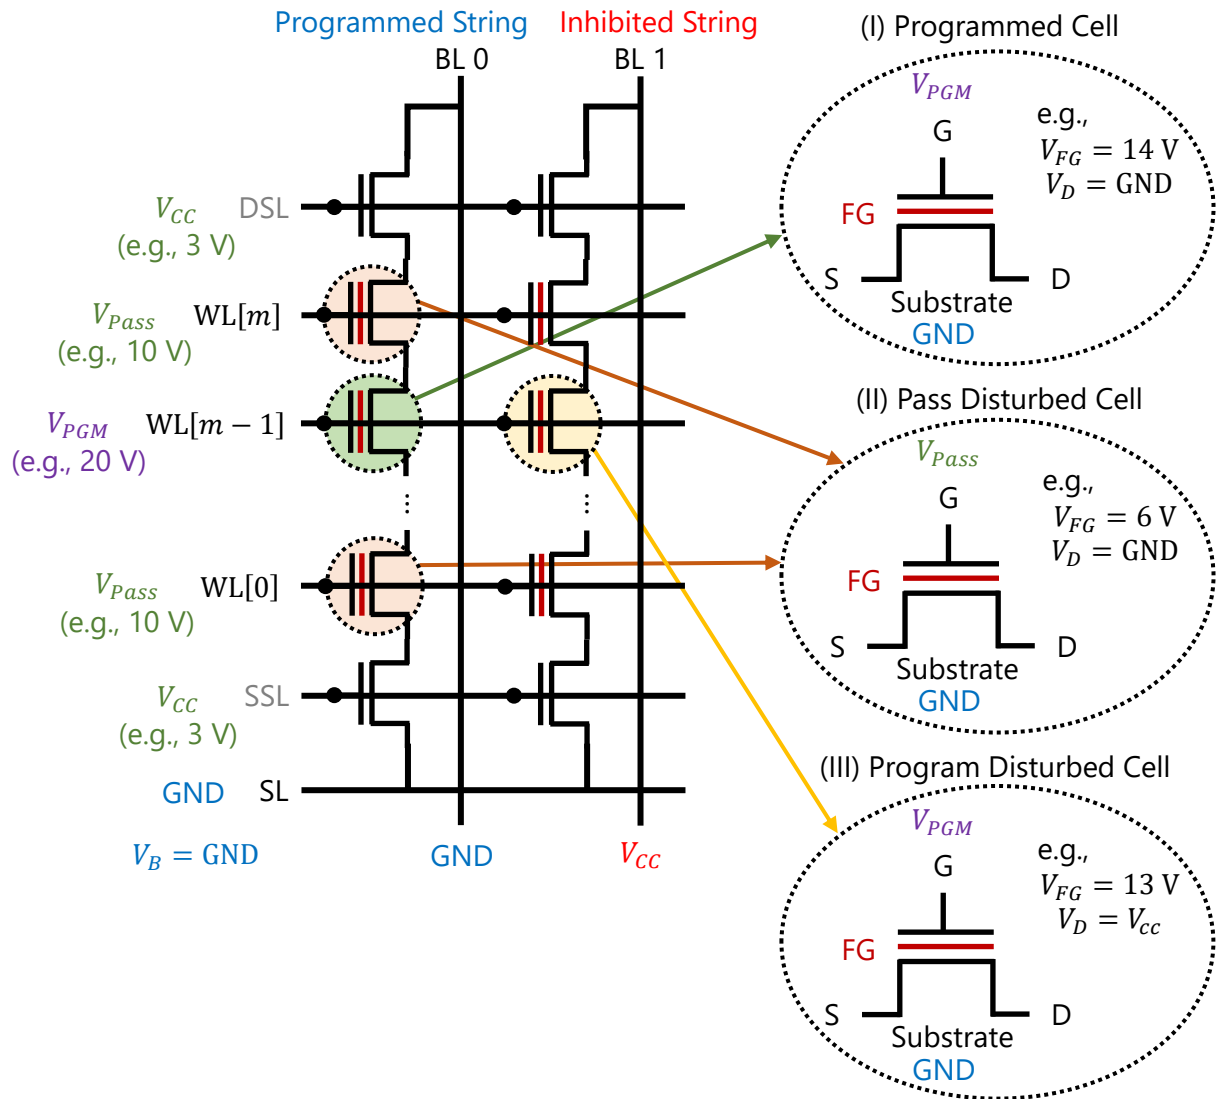 Programmed String
Inhibited String
BL 0
BL 1
V_CC
(e.g., 3 V)
DSL
V_Pass
(e.g., 10 V)
WL[m]
V_PGM
(e.g., 20 V)
WL[m − 1]
...
...
V_Pass
(e.g., 10 V)
WL[0]
V_CC
(e.g., 3 V)
SSL
GND
SL
V_B = GND
GND
V_CC
(I) Programmed Cell
V_PGM
G
e.g.,
V_FG = 14 V
V_D = GND
FG
S
D
Substrate
GND
(II) Pass Disturbed Cell
V_Pass
G
e.g.,
V_FG = 6 V
V_D = GND
FG
S
D
Substrate
GND
(III) Program Disturbed Cell
V_PGM
G
e.g.,
V_FG = 13 V
V_D = V_cc
FG
S
D
Substrate
GND